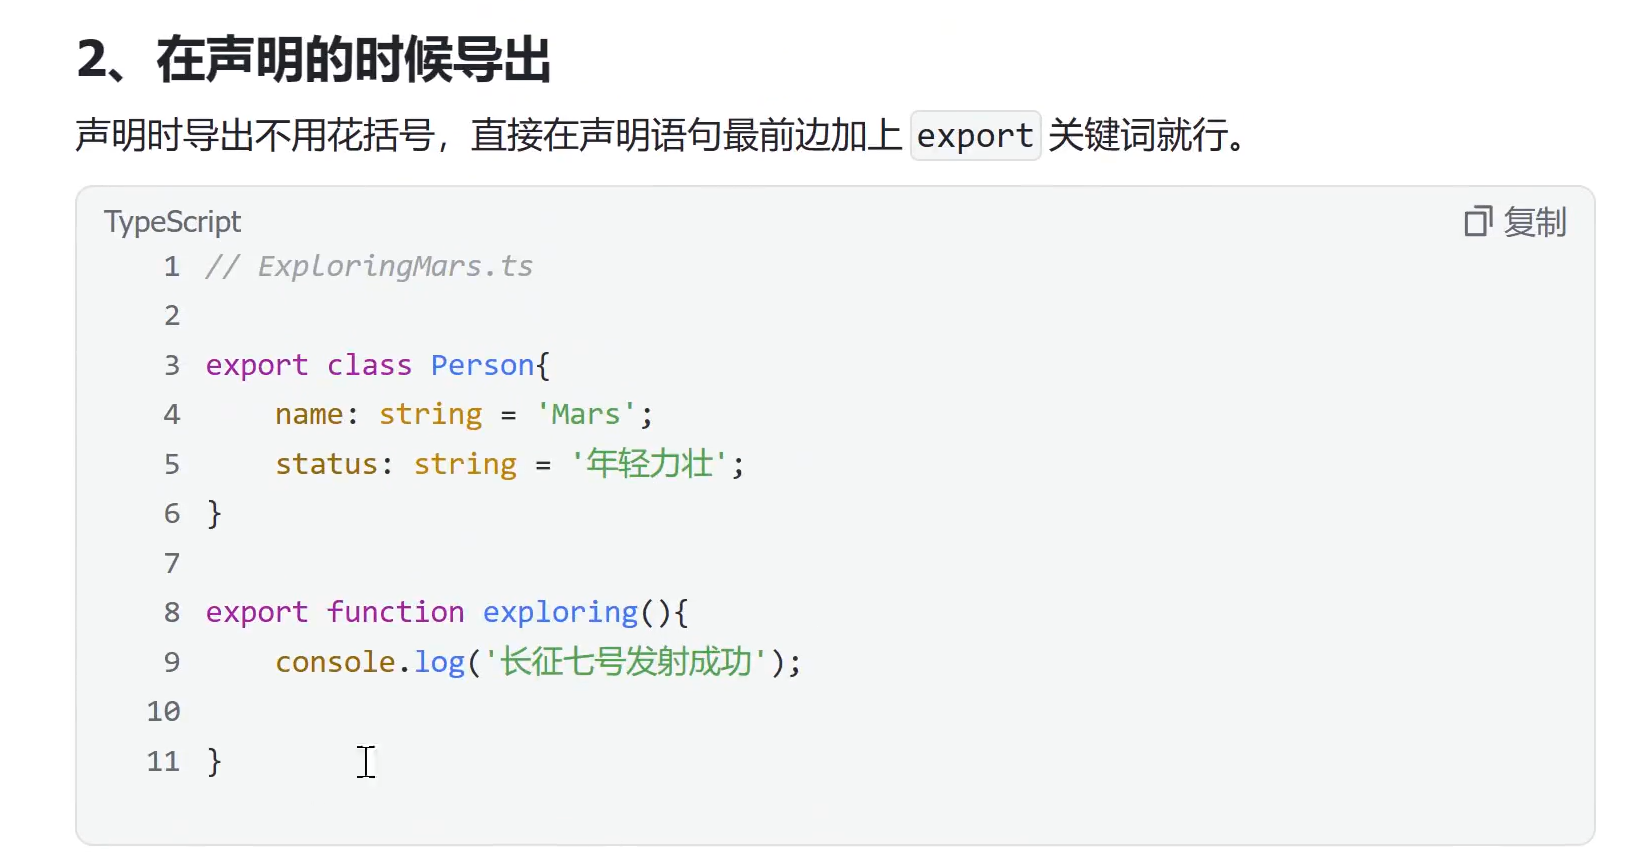 2、在声明的时候导出
声明时导出不用花括号，直接在声明语句最前边加上 export 关键词就行。
TypeScript 复制
1 // ExploringMars.ts
2
3 export class Person{
4     name: string = 'Mars';
5     status: string = '年轻力壮';
6 }
7
8 export function exploring(){
9     console.log('长征七号发射成功');
10
11 }